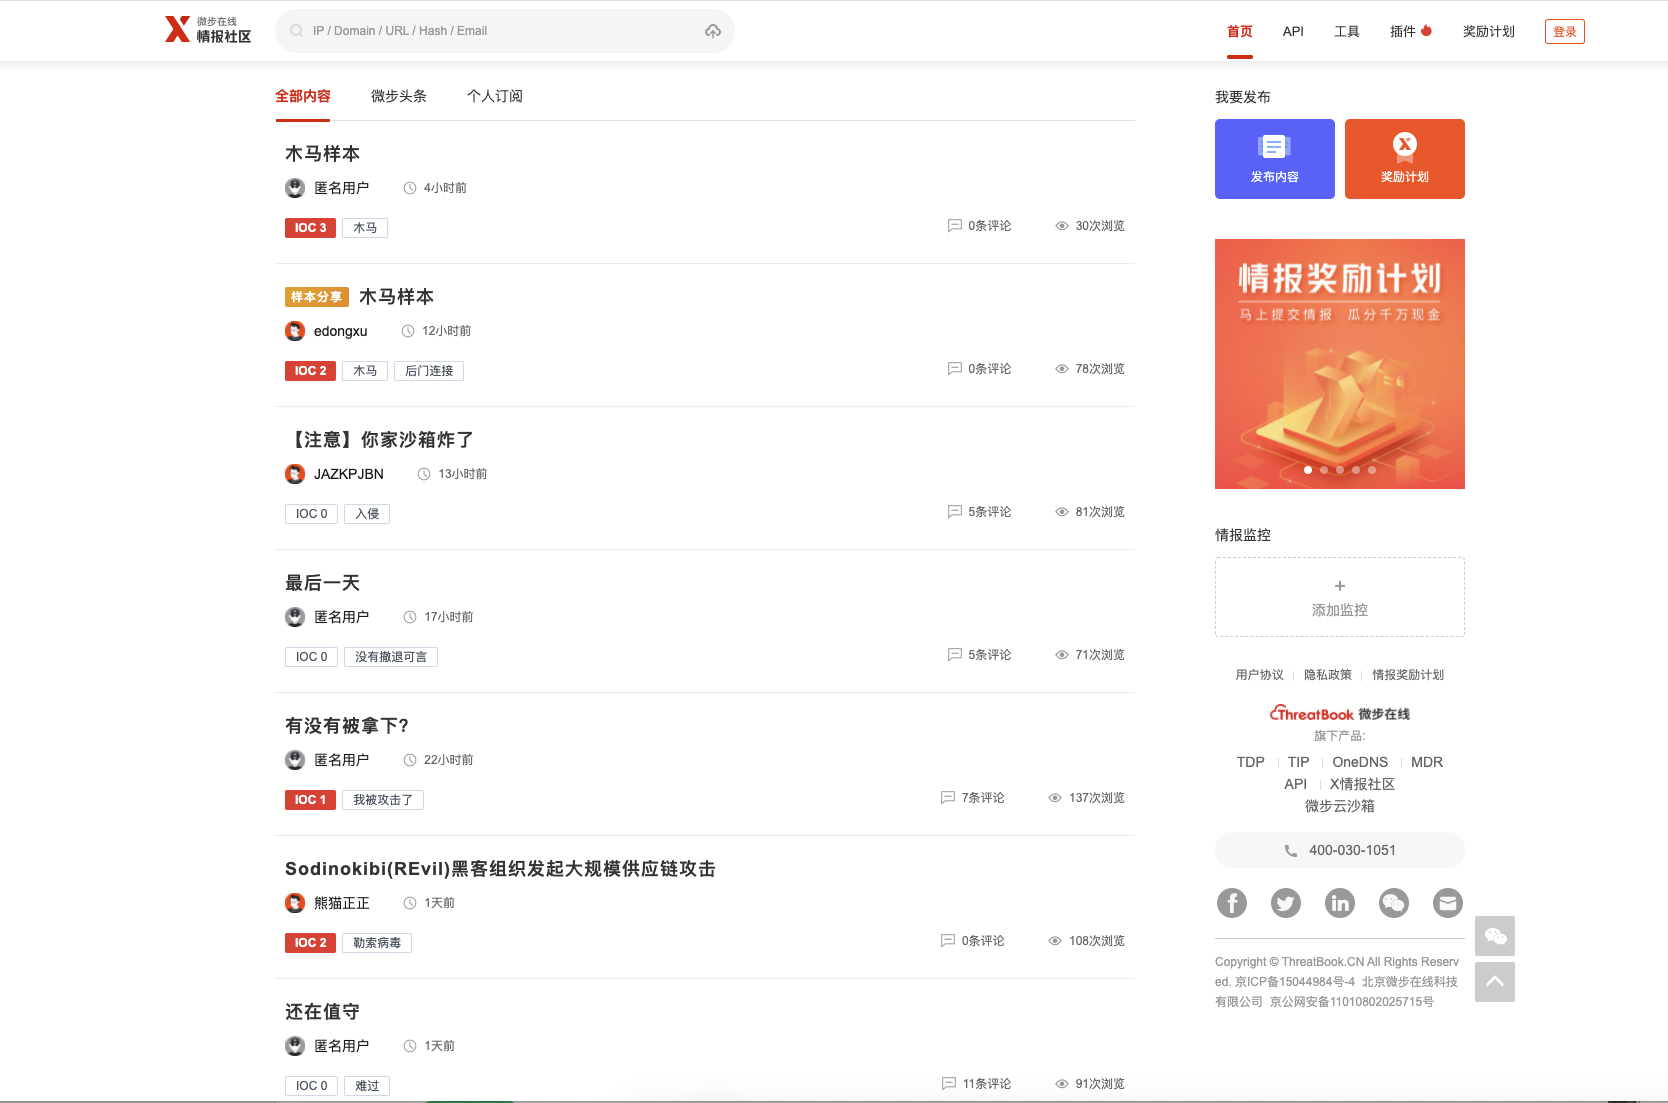 微步在线
情报社区
IP / Domain / URL / Hash / Email
首页
API
工具
插件
奖励计划
登录
全部内容
微步头条
个人订阅
木马样本
匿名用户
4小时前
IOC 3
木马
0条评论
30次浏览
样本分享
木马样本
edongxu
12小时前
IOC 2
木马
后门连接
0条评论
78次浏览
【注意】你家沙箱炸了
JAZKPJBN
13小时前
IOC 0
入侵
5条评论
81次浏览
最后一天
匿名用户
17小时前
IOC 0
没有撤退可言
5条评论
71次浏览
有没有被拿下?
匿名用户
22小时前
IOC 1
我被攻击了
7条评论
137次浏览
Sodinokibi(REvil)黑客组织发起大规模供应链攻击
熊猫正正
1天前
IOC 2
勒索病毒
0条评论
108次浏览
还在值守
匿名用户
1天前
IOC 0
难过
11条评论
91次浏览
我要发布
发布内容
奖励计划
情报奖励计划
马上提交情报 瓜分千万现金
情报监控
+
添加监控
用户协议
隐私政策
情报奖励计划
ThreatBook 微步在线
旗下产品:
TDP
TIP
OneDNS
MDR
API
X情报社区
微步云沙箱
400-030-1051
Copyright © ThreatBook.CN All Rights Reserv
ed. 京ICP备15044984号-4 北京微步在线科技
有限公司 京公网安备11010802025715号